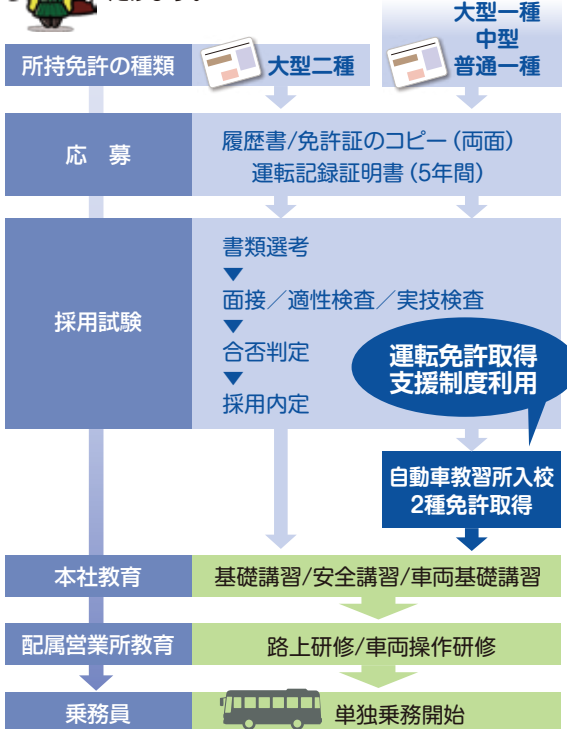 大型一種
中型
普通一種
所持免許の種類
大型二種
応 募
履歴書/免許証のコピー(両面)
運転記録証明書(5年間)
採用試験
書類選考
▼
面接/適性検査/実技検査
▼
合否判定
▼
採用内定
運転免許取得
支援制度利用
自動車教習所入校
2種免許取得
本社教育
基礎講習/安全講習/車両基礎講習
配属営業所教育
路上研修/車両操作研修
乗務員
単独乗務開始